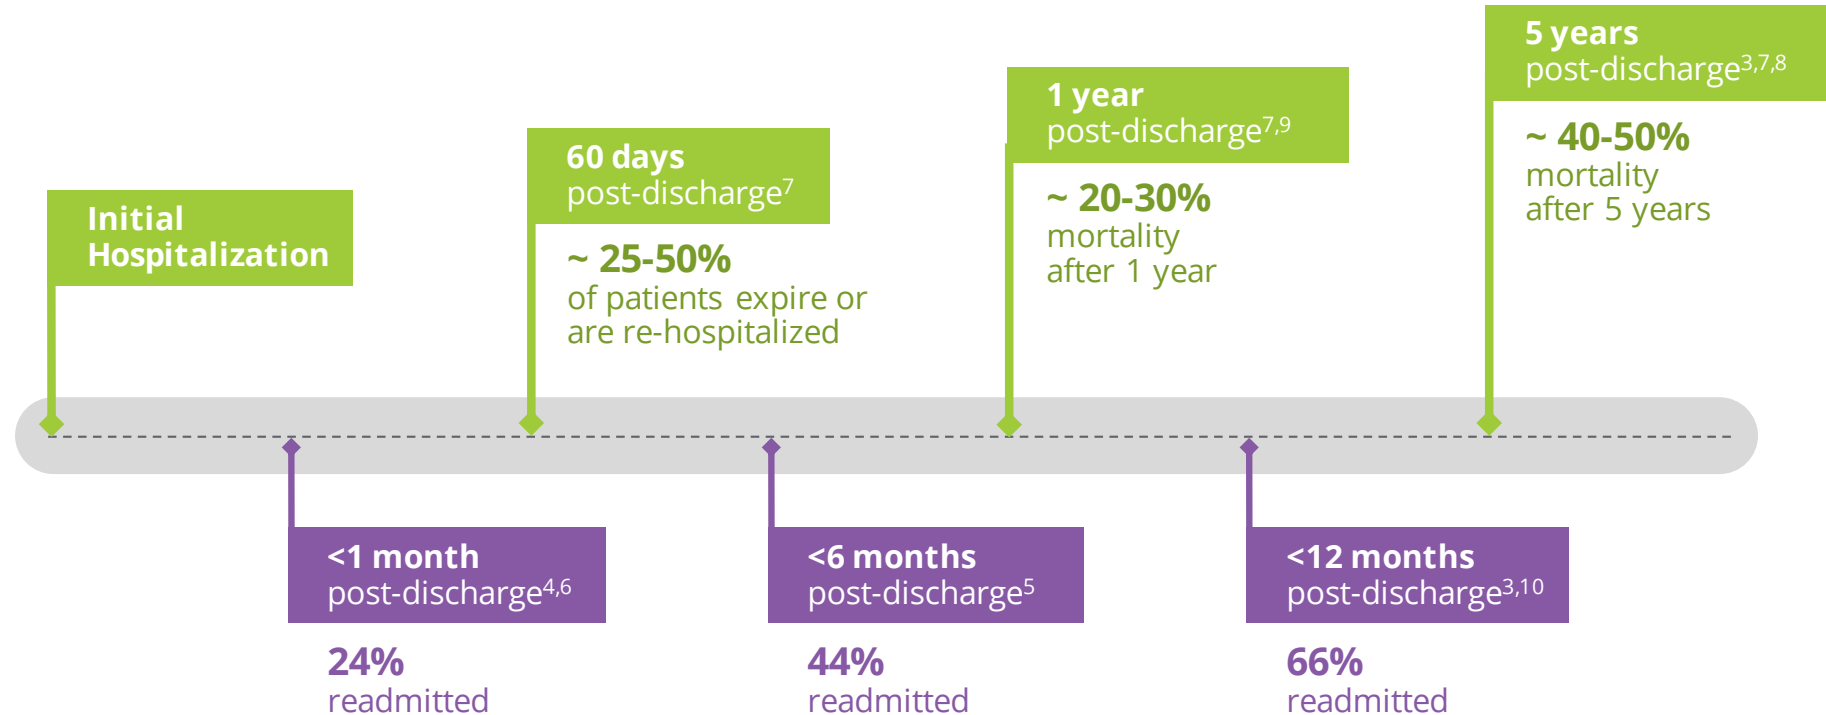 Initial
Hospitalization
60 days
post-discharge7
~ 25-50%
of patients expire or
are re-hospitalized
1 year
post-discharge7,9
~ 20-30%
mortality
after 1 year
5 years
post-discharge3,7,8
~ 40-50%
mortality
after 5 years
<1 month
post-discharge4,6
24%
readmitted
<6 months
post-discharge5
44%
readmitted
<12 months
post-discharge3,10
66%
readmitted